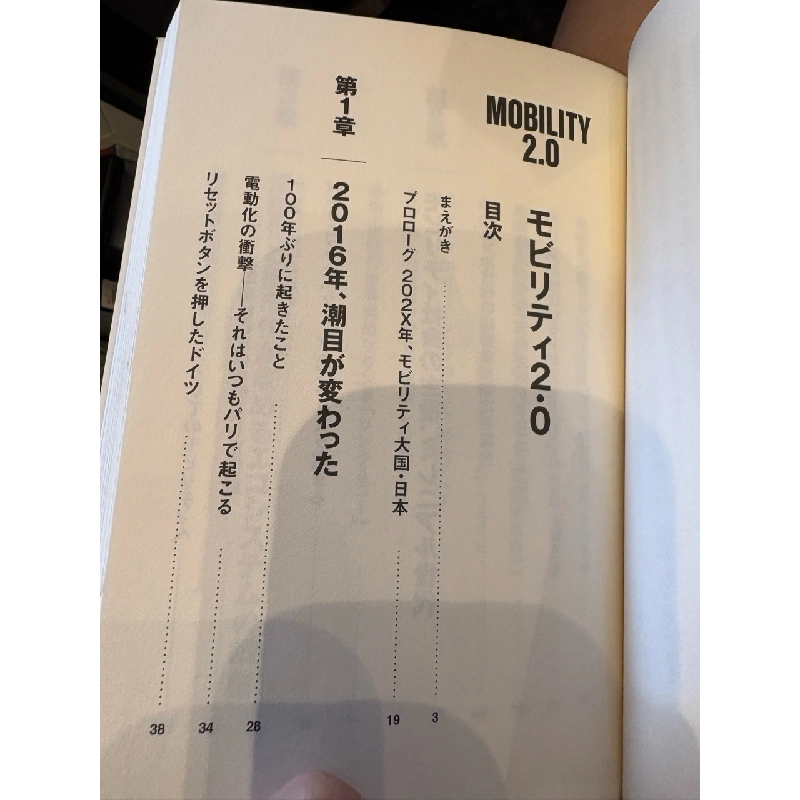 MOBILITY
2.0
モビリティ2.0
目次
まえがき 3
プロローグ 202X年、モビリティ大国・日本 19
第1章 2016年、潮目が変わった
100年ぶりに起きたこと 28
電動化の衝撃――それはいつもパリで起こる 34
リセットボタンを押したドイツ 38